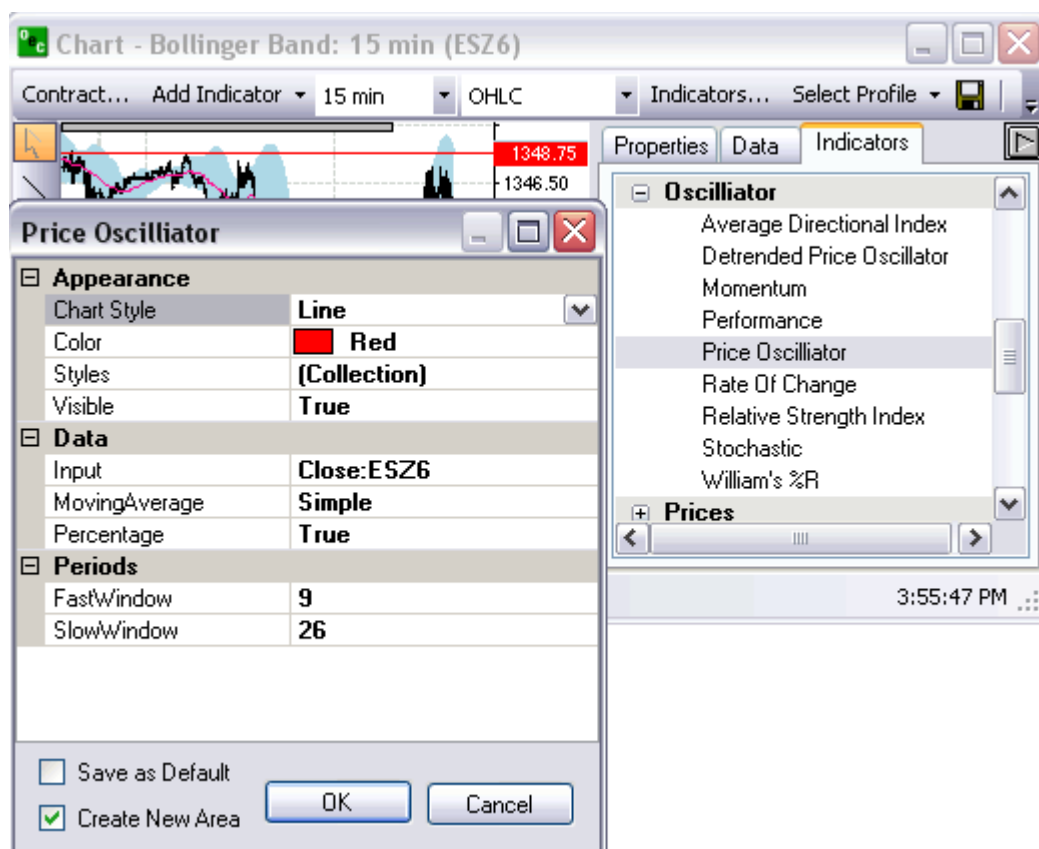 Oec Chart - Bollinger Band: 15 min (ESZ6)
Contract... Add Indicator 15 min OHLC Indicators... Select Profile
1348.75
1346.50
Properties Data Indicators
Oscilliator
Average Directional Index
Detrended Price Oscillator
Momentum
Performance
Price Oscilliator
Rate Of Change
Relative Strength Index
Stochastic
William's %R
Prices
3:55:47 PM
Price Oscilliator
Appearance
Chart Style Line
Color Red
Styles (Collection)
Visible True
Data
Input Close:ESZ6
MovingAverage Simple
Percentage True
Periods
FastWindow 9
SlowWindow 26
Save as Default
Create New Area
OK Cancel